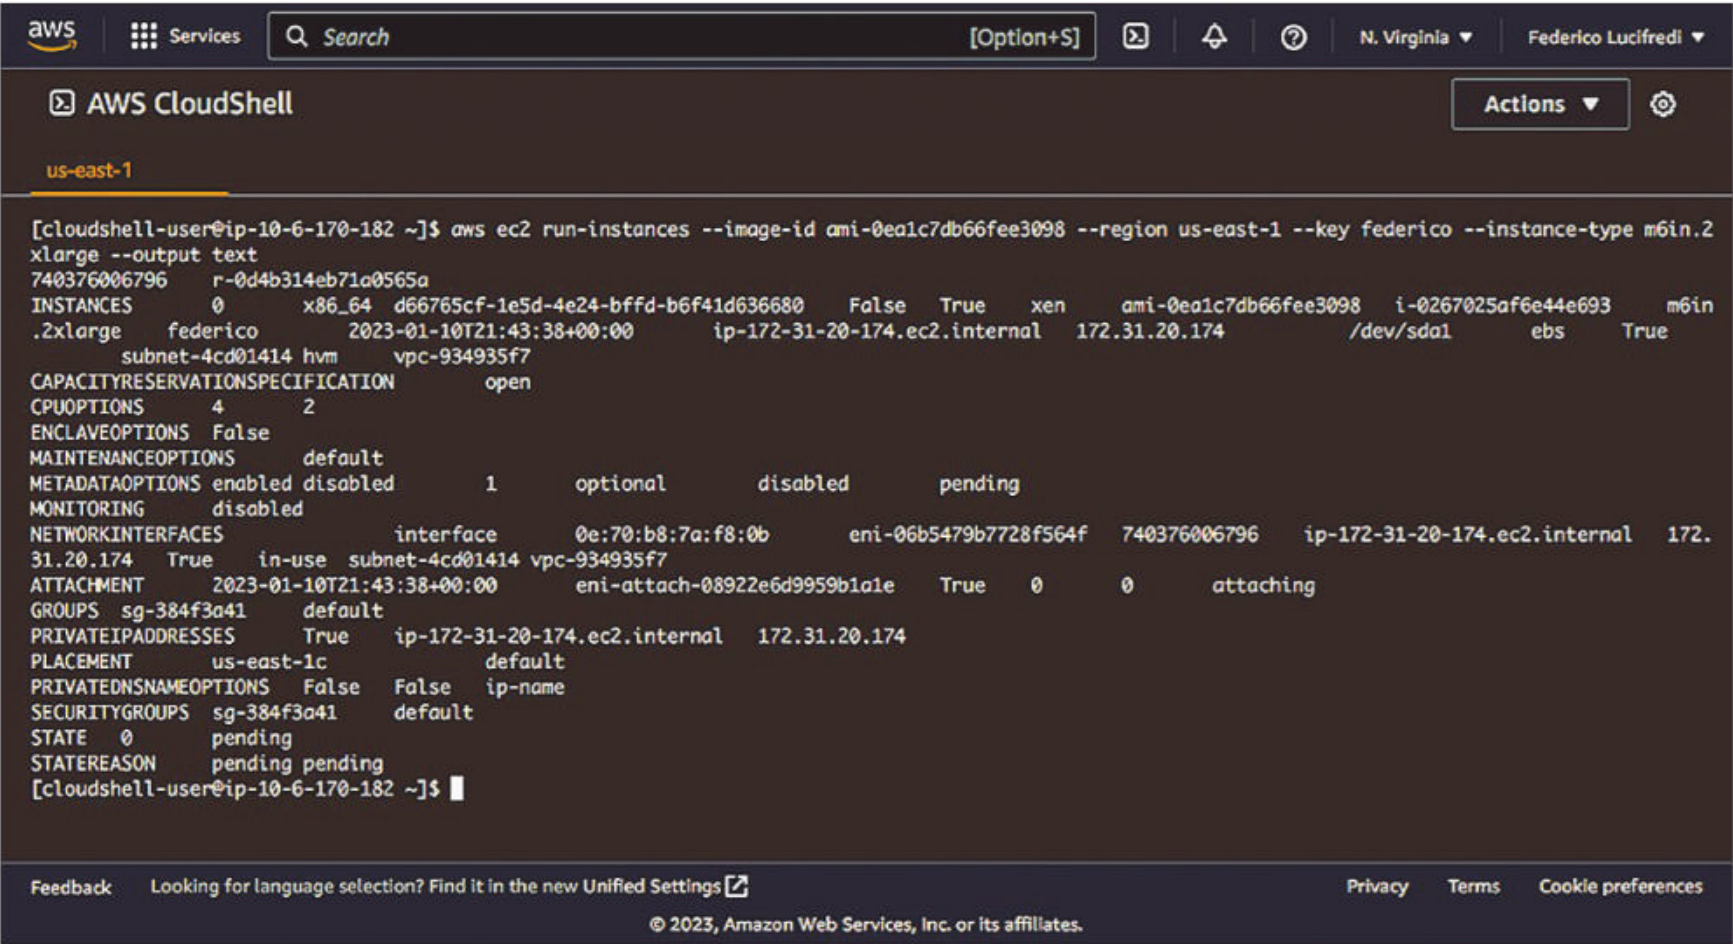 aws Services Search [Option+S] N. Virginia Federico Lucifredi
AWS CloudShell Actions
us-east-1
[cloudshell-user@ip-10-6-170-182 ~]$ aws ec2 run-instances --image-id ami-0ea1c7db66fee3098 --region us-east-1 --key federico --instance-type m6in.2
xlarge --output text
740376006796 r-0d4b314eb71a0565a
INSTANCES 0 x86_64 d66765cf-1e5d-4e24-bffd-b6f41d636680 False True xen ami-0ea1c7db66fee3098 i-0267025af6e44e693 m6in
.2xlarge federico 2023-01-10T21:43:38+00:00 ip-172-31-20-174.ec2.internal 172.31.20.174 /dev/sda1 ebs True
subnet-4cd01414 hvm vpc-934935f7
CAPACITYRESERVATIONSPECIFICATION open
CPUOPTIONS 4 2
ENCLAVEOPTIONS False
MAINTENANCEOPTIONS default
METADATAOPTIONS enabled disabled 1 optional disabled pending
MONITORING disabled
NETWORKINTERFACES interface 0e:70:b8:7a:f8:0b eni-06b5479b7728f564f 740376006796 ip-172-31-20-174.ec2.internal 172.
31.20.174 True in-use subnet-4cd01414 vpc-934935f7
ATTACHMENT 2023-01-10T21:43:38+00:00 eni-attach-08922e6d9959b1a1e True 0 0 attaching
GROUPS sg-384f3a41 default
PRIVATEIPADDRESSES True ip-172-31-20-174.ec2.internal 172.31.20.174
PLACEMENT us-east-1c default
PRIVATEDNSNAMEOPTIONS False False ip-name
SECURITYGROUPS sg-384f3a41 default
STATE 0 pending
STATEREASON pending pending
[cloudshell-user@ip-10-6-170-182 ~]$
Feedback Looking for language selection? Find it in the new Unified Settings Privacy Terms Cookie preferences
© 2023, Amazon Web Services, Inc. or its affiliates.